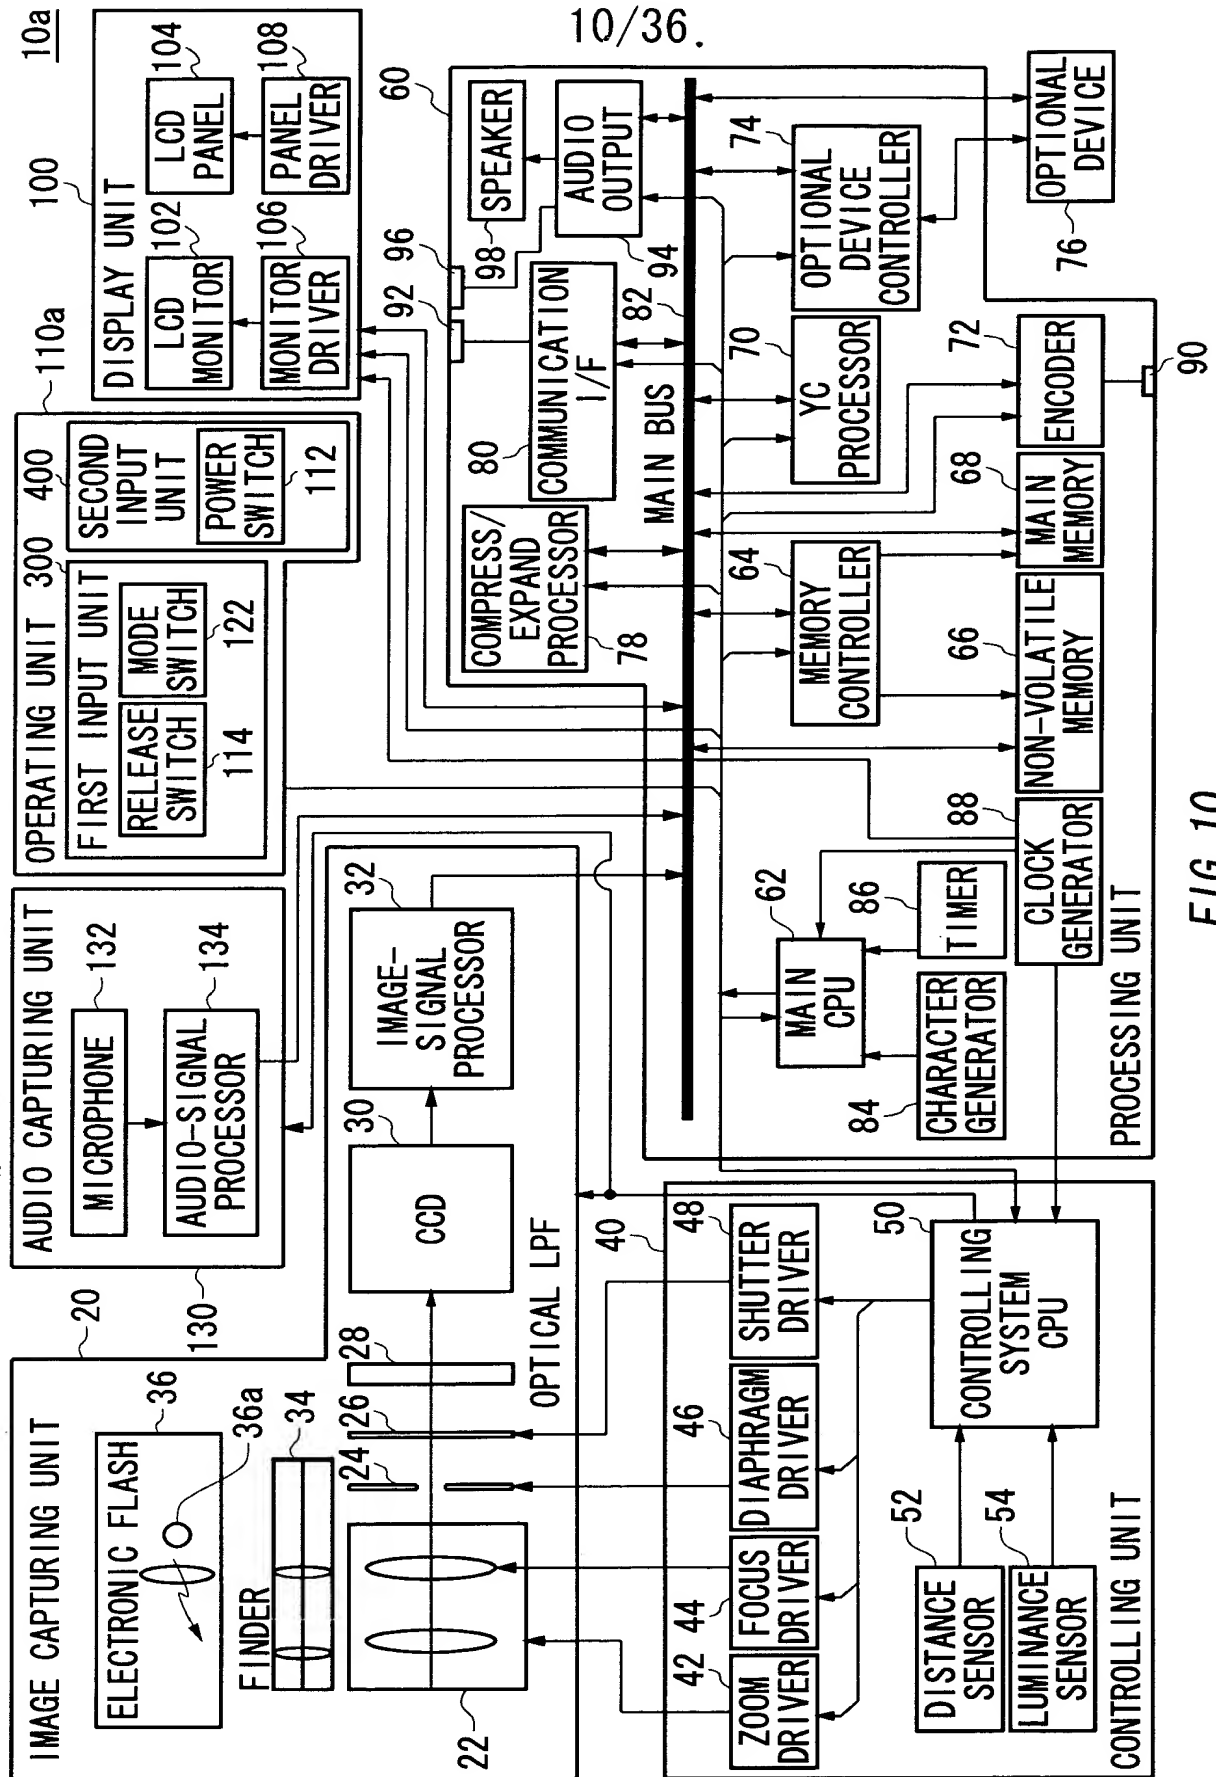 10/36.
10a
IMAGE CAPTURING UNIT
20
ELECTRONIC FLASH
36
36a
FINDER
34
22
24
26
28
OPTICAL LPF
CCD
30
IMAGE-
SIGNAL
PROCESSOR
32
AUDIO CAPTURING UNIT
130
MICROPHONE
132
AUDIO-SIGNAL
PROCESSOR
134
OPERATING UNIT
110a
FIRST INPUT UNIT
300
RELEASE
SWITCH
114
MODE
SWITCH
122
SECOND
INPUT
UNIT
400
POWER
SWITCH
112
DISPLAY UNIT
100
LCD
MONITOR
102
LCD
PANEL
104
MONITOR
DRIVER
106
PANEL
DRIVER
108
CONTROLLING UNIT
40
ZOOM
DRIVER
42
FOCUS
DRIVER
44
DIAPHRAGM
DRIVER
46
SHUTTER
DRIVER
48
CONTROLLING
SYSTEM
CPU
50
DISTANCE
SENSOR
52
LUMINANCE
SENSOR
54
PROCESSING UNIT
60
MAIN
CPU
62
MEMORY
CONTROLLER
64
NON-VOLATILE
MEMORY
66
MAIN
MEMORY
68
YC
PROCESSOR
70
ENCODER
72
OPTIONAL
DEVICE
CONTROLLER
74
OPTIONAL
DEVICE
76
COMPRESS/
EXPAND
PROCESSOR
78
COMMUNICATION
I/F
80
MAIN BUS
82
CHARACTER
GENERATOR
84
TIMER
86
CLOCK
GENERATOR
88
90
92
AUDIO
OUTPUT
94
96
SPEAKER
98
FIG.10